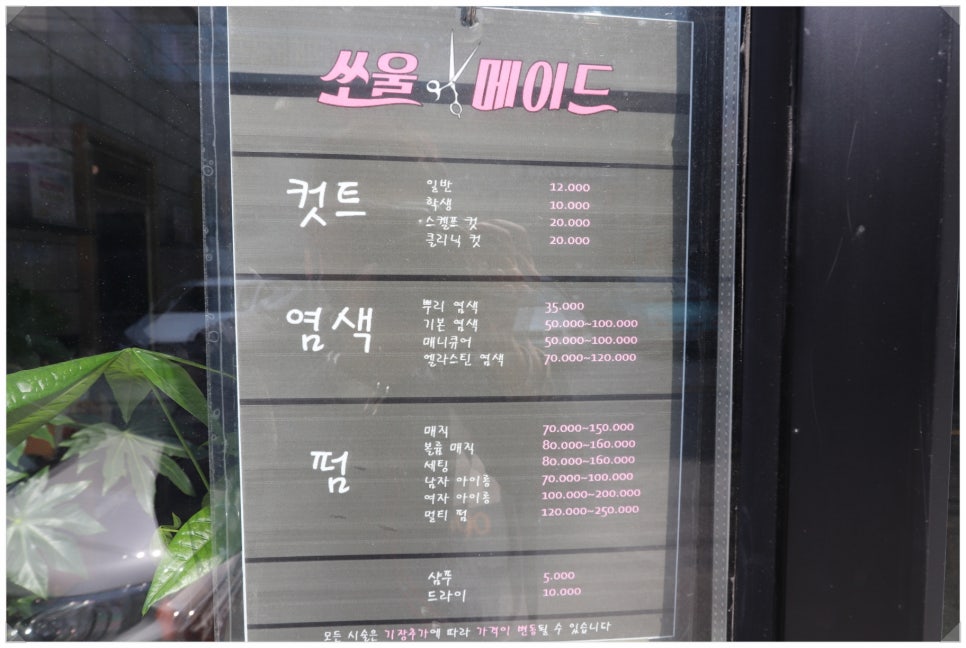 쏘울 메이드
컷트
일반 12.000
학생 10.000
스켈프 컷 20.000
클리닉 컷 20.000
염색
뿌리 염색 35.000
기본 염색 50.000~100.000
매니큐어 50.000~100.000
엘라스틴 염색 70.000~120.000
펌
매직 70.000~150.000
볼륨 매직 80.000~160.000
세팅 80.000~160.000
남자 아이롱 70.000~100.000
여자 아이롱 100.000~200.000
멀티 펌 120.000~250.000
샴푸 5.000
드라이 10.000
모든 시술은 기장추가에 따라 가격이 변동될 수 있습니다